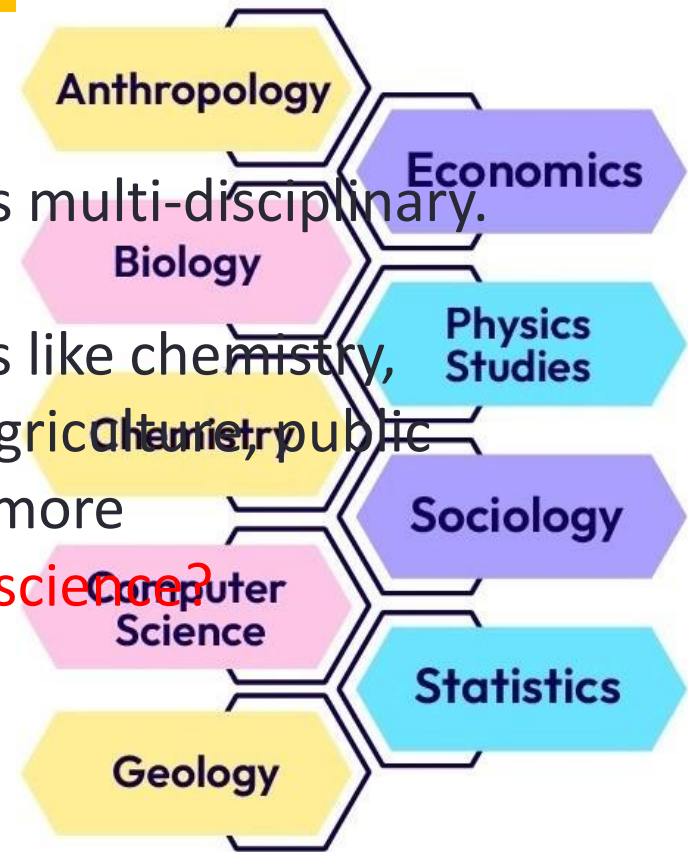 Anthropology
Economics
s multi-disciplinary.
Biology
Physics
Studies
s like chemistry,
Chemistry
griculture, public
more
Sociology
science?
Computer
Science
Statistics
Geology